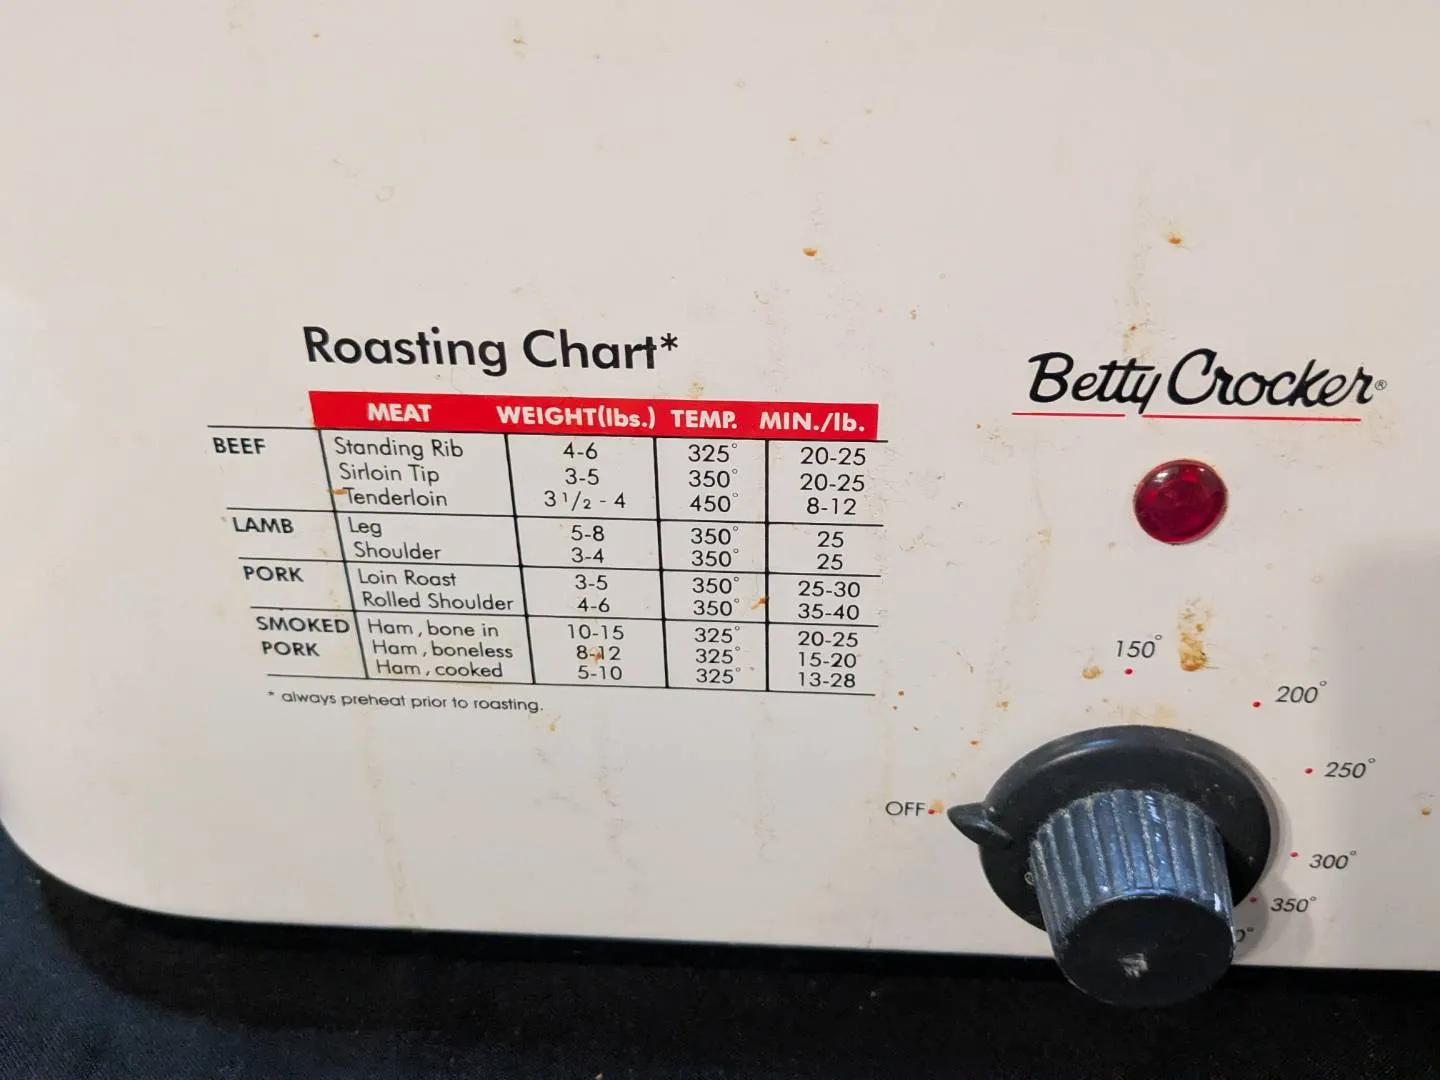 Roasting Chart*
MEAT WEIGHT(lbs.) TEMP. MIN./lb.
BEEF Standing Rib 4-6 325° 20-25
Sirloin Tip 3-5 350° 20-25
Tenderloin 3 1/2 - 4 450° 8-12
LAMB Leg 5-8 350° 25
Shoulder 3-4 350° 25
PORK Loin Roast 3-5 350° 25-30
Rolled Shoulder 4-6 350° 35-40
SMOKED Ham, bone in 10-15 325° 20-25
PORK Ham, boneless 8-12 325° 15-20
Ham, cooked 5-10 325° 13-28
* always preheat prior to roasting.
Betty Crocker®
150°
200°
250°
OFF
300°
350°